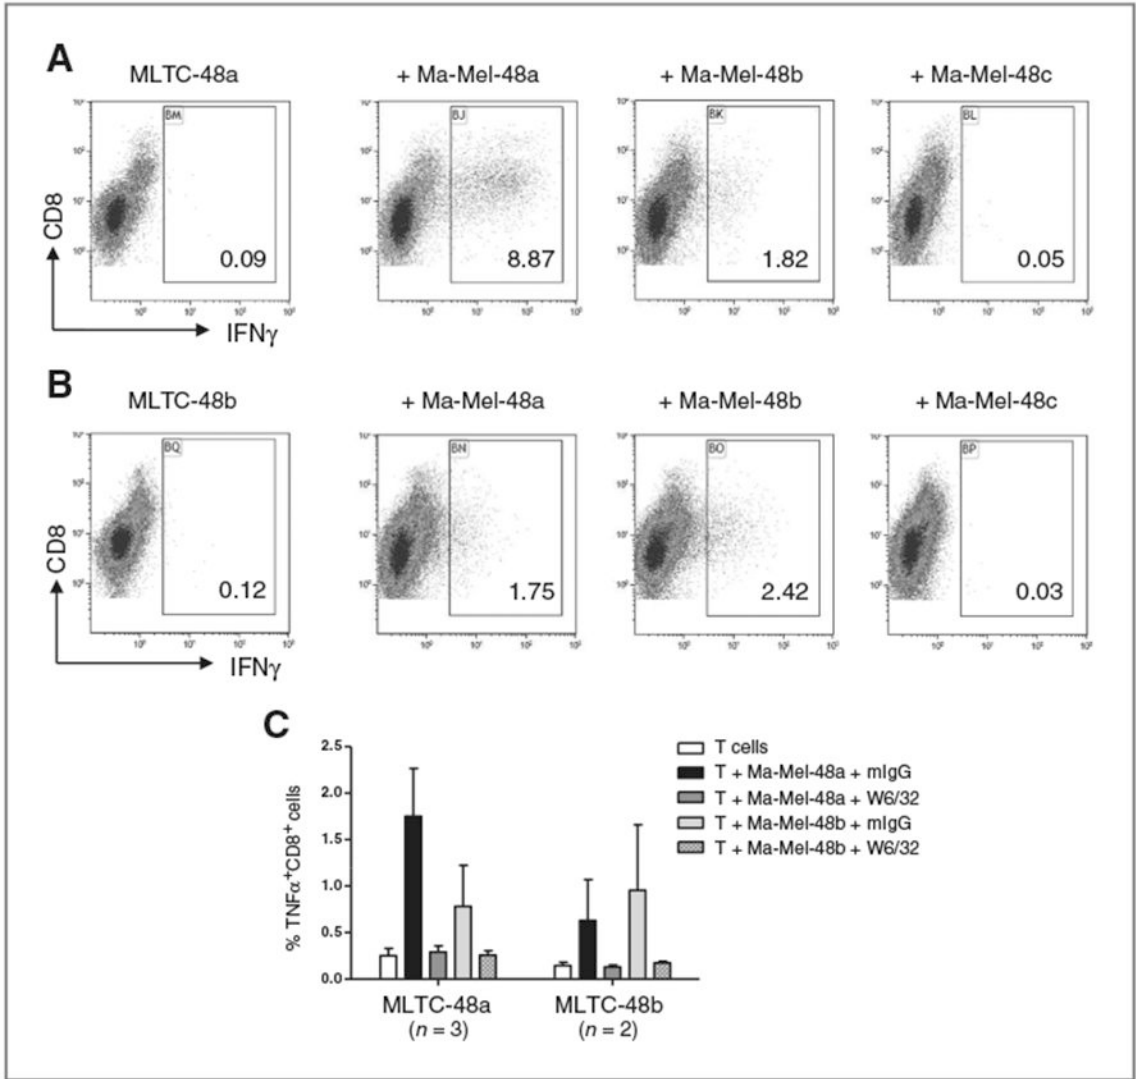 A
MLTC-48a + Ma-Mel-48a + Ma-Mel-48b + Ma-Mel-48c
BM BJ BK BL
CD8
0.09 8.87 1.82 0.05
IFNγ
B
MLTC-48b + Ma-Mel-48a + Ma-Mel-48b + Ma-Mel-48c
BQ BN BO BP
CD8
0.12 1.75 2.42 0.03
IFNγ
C
% TNFα⁺CD8⁺ cells
2.5
2.0
1.5
1.0
0.5
0.0
T cells
T + Ma-Mel-48a + mIgG
T + Ma-Mel-48a + W6/32
T + Ma-Mel-48b + mIgG
T + Ma-Mel-48b + W6/32
MLTC-48a MLTC-48b
(n = 3) (n = 2)